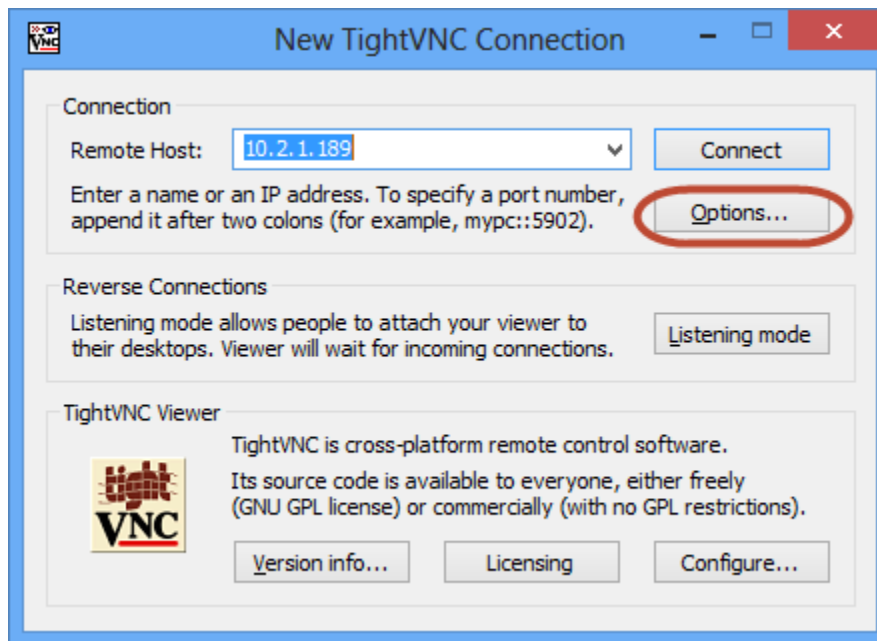 VNC
New TightVNC Connection
Connection
Remote Host: 10.2.1.189 Connect
Enter a name or an IP address. To specify a port number,
append it after two colons (for example, mypc::5902).
Options...
Reverse Connections
Listening mode allows people to attach your viewer to
their desktops. Viewer will wait for incoming connections.
Listening mode
TightVNC Viewer
tight
VNC
TightVNC is cross-platform remote control software.
Its source code is available to everyone, either freely
(GNU GPL license) or commercially (with no GPL restrictions).
Version info... Licensing Configure...